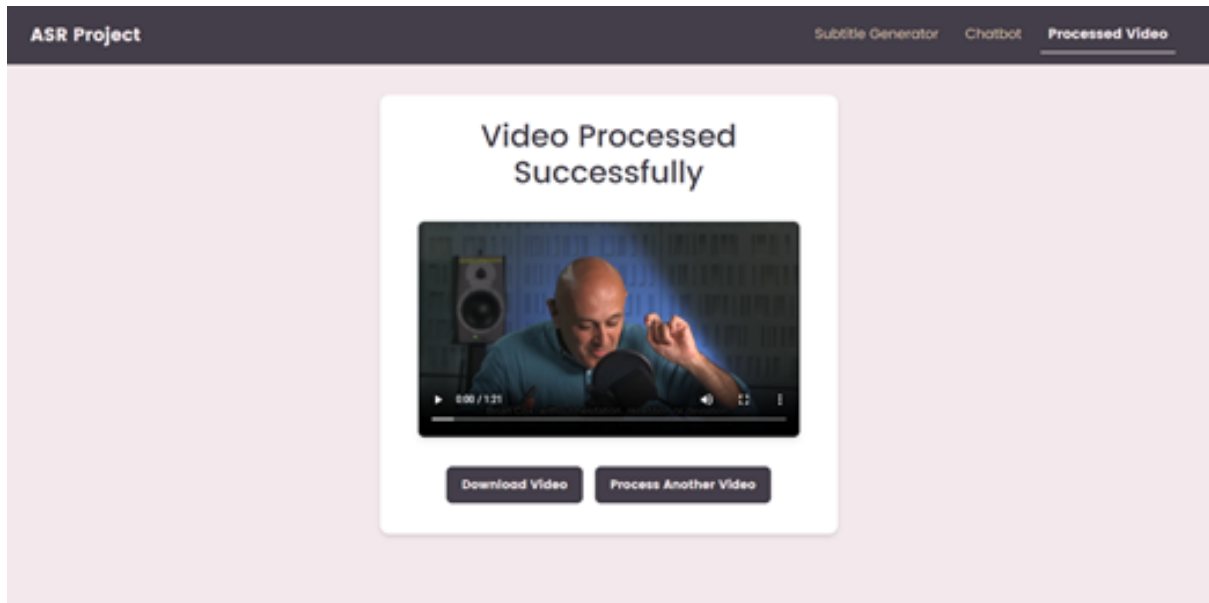 ASR Project
Subtitle Generator Chatbot Processed Video
Video Processed
Successfully
0:00 / 1:21
Download Video Process Another Video